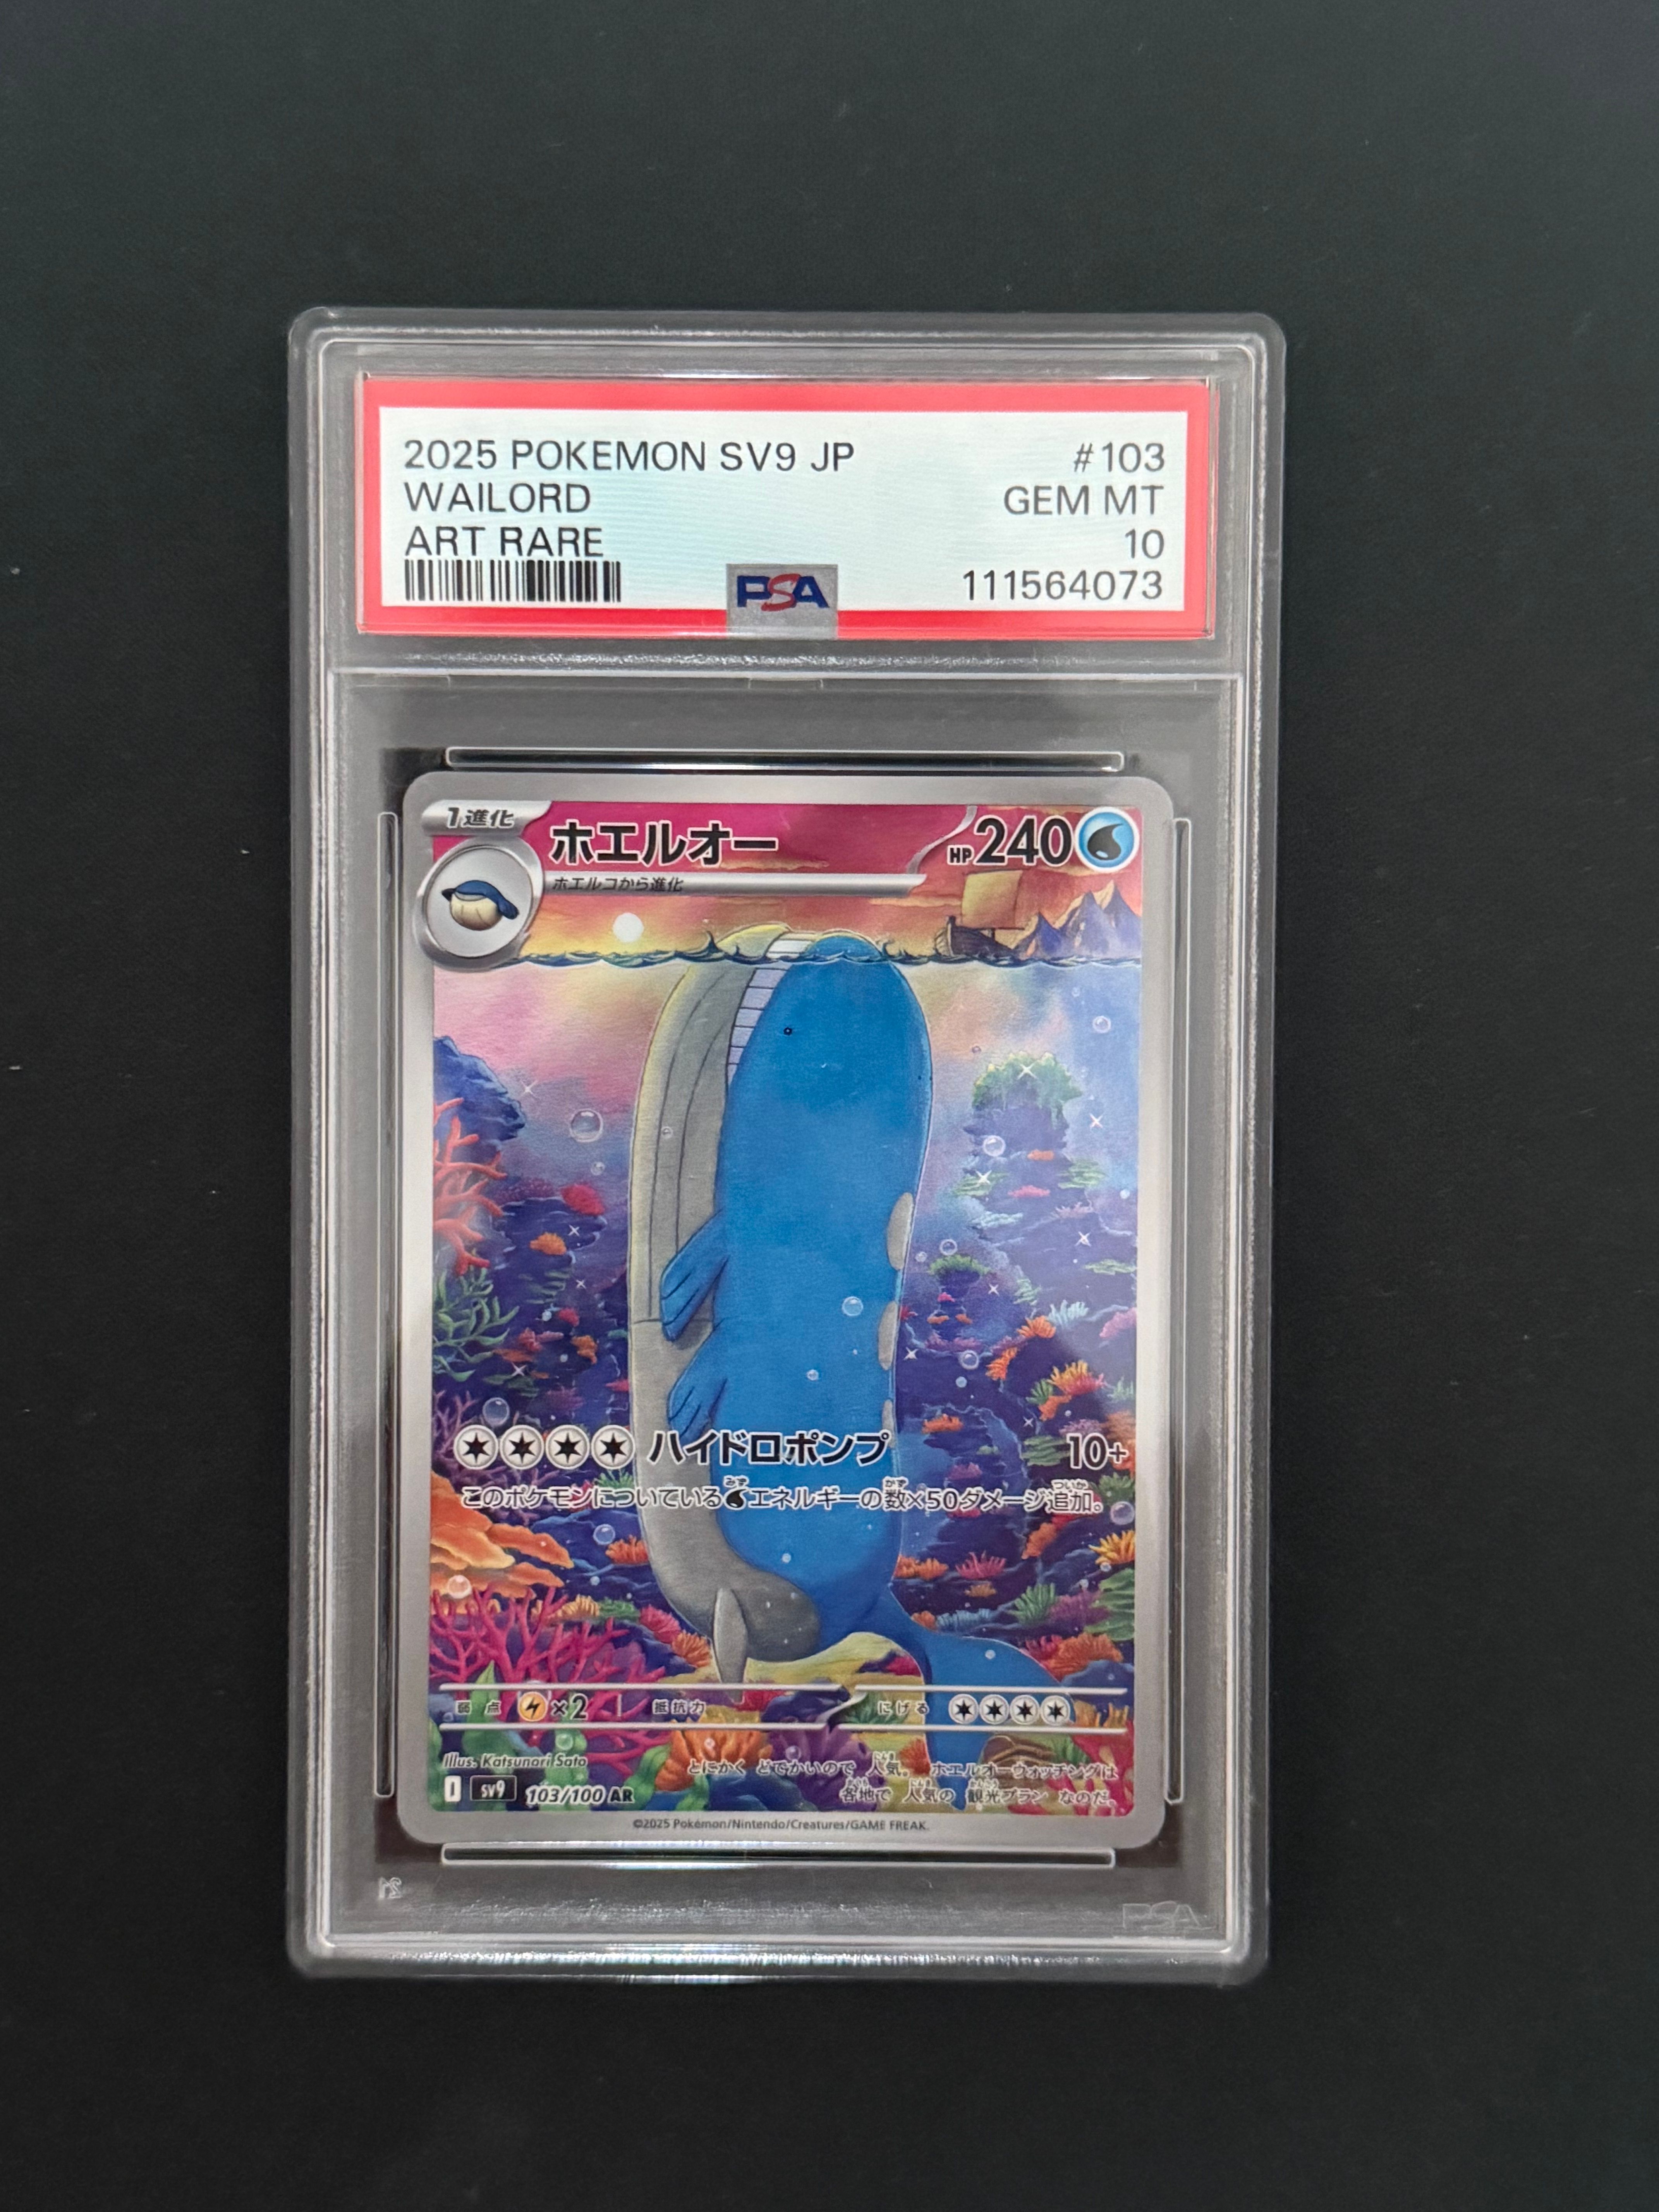 2025 POKEMON SV9 JP #103
WAILORD GEM MT
ART RARE 10
PSA 111564073
1進化 ホエルオー HP240
ホエルコから進化
ハイドロポンプ 10+
このポケモンについているエネルギーの数×50ダメージ追加。
弱点 ×2 抵抗力 にげる
Illus. Katsunori Sato
とにかく どでかいので 人気。 ホエルオーウォッチングは
各地で 人気の 観光プラン なのだ。
I SV9 103/100 AR
©2025 Pokémon/Nintendo/Creatures/GAME FREAK.
PSA